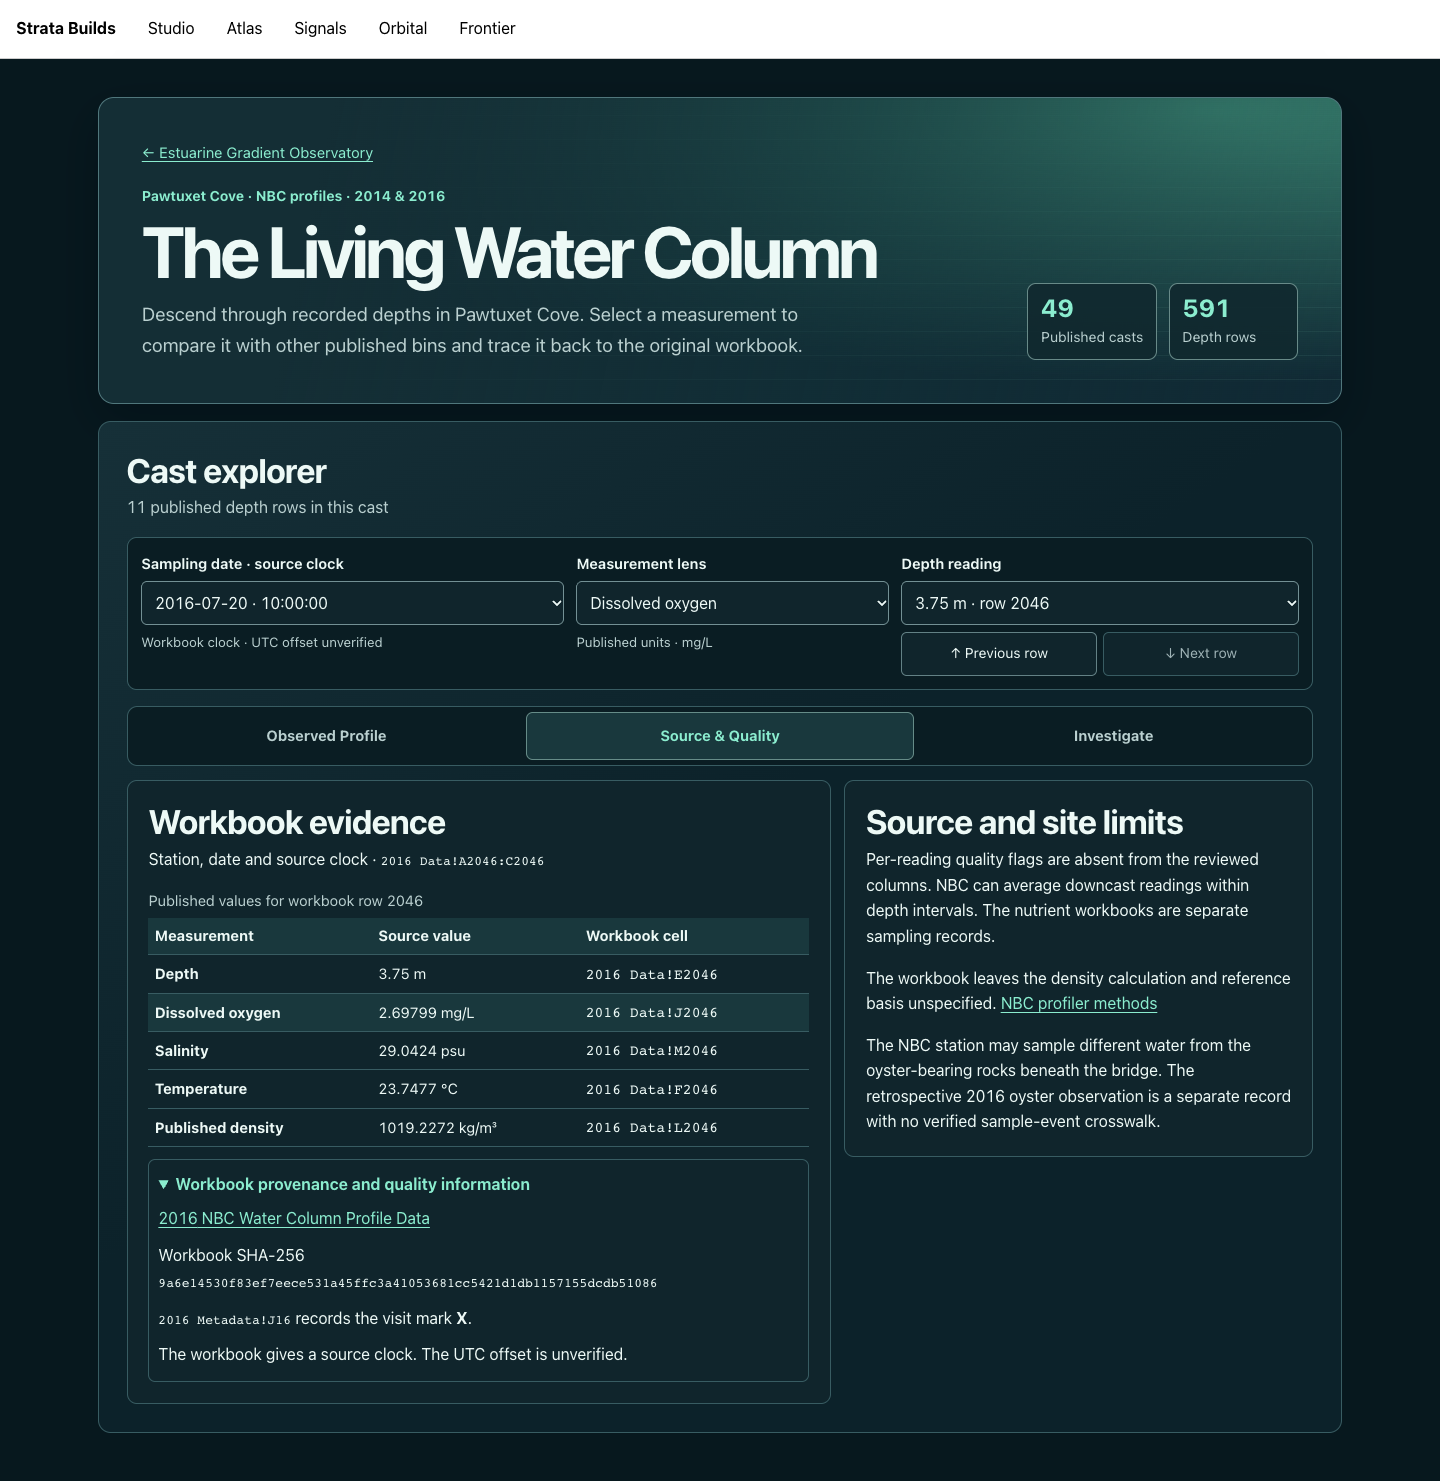 Strata Builds Studio Atlas Signals Orbital Frontier
← Estuarine Gradient Observatory
Pawtuxet Cove · NBC profiles · 2014 & 2016
The Living Water Column
Descend through recorded depths in Pawtuxet Cove. Select a measurement to
compare it with other published bins and trace it back to the original workbook.
49
Published casts
591
Depth rows
Cast explorer
11 published depth rows in this cast
Sampling date · source clock
2016-07-20 · 10:00:00
Workbook clock · UTC offset unverified
Measurement lens
Dissolved oxygen
Published units · mg/L
Depth reading
3.75 m · row 2046
↑ Previous row
↓ Next row
Observed Profile
Source & Quality
Investigate
Workbook evidence
Station, date and source clock · 2016 Data!A2046:C2046
Published values for workbook row 2046
Measurement Source value Workbook cell
Depth 3.75 m 2016 Data!E2046
Dissolved oxygen 2.69799 mg/L 2016 Data!J2046
Salinity 29.0424 psu 2016 Data!M2046
Temperature 23.7477 °C 2016 Data!F2046
Published density 1019.2272 kg/m³ 2016 Data!L2046
▼ Workbook provenance and quality information
2016 NBC Water Column Profile Data
Workbook SHA-256
9a6e14530f83ef7eece531a45ffc3a41053681cc5421d1db1157155dcdb51086
2016 Metadata!J16 records the visit mark X.
The workbook gives a source clock. The UTC offset is unverified.
Source and site limits
Per-reading quality flags are absent from the reviewed
columns. NBC can average downcast readings within
depth intervals. The nutrient workbooks are separate
sampling records.
The workbook leaves the density calculation and reference
basis unspecified. NBC profiler methods
The NBC station may sample different water from the
oyster-bearing rocks beneath the bridge. The
retrospective 2016 oyster observation is a separate record
with no verified sample-event crosswalk.